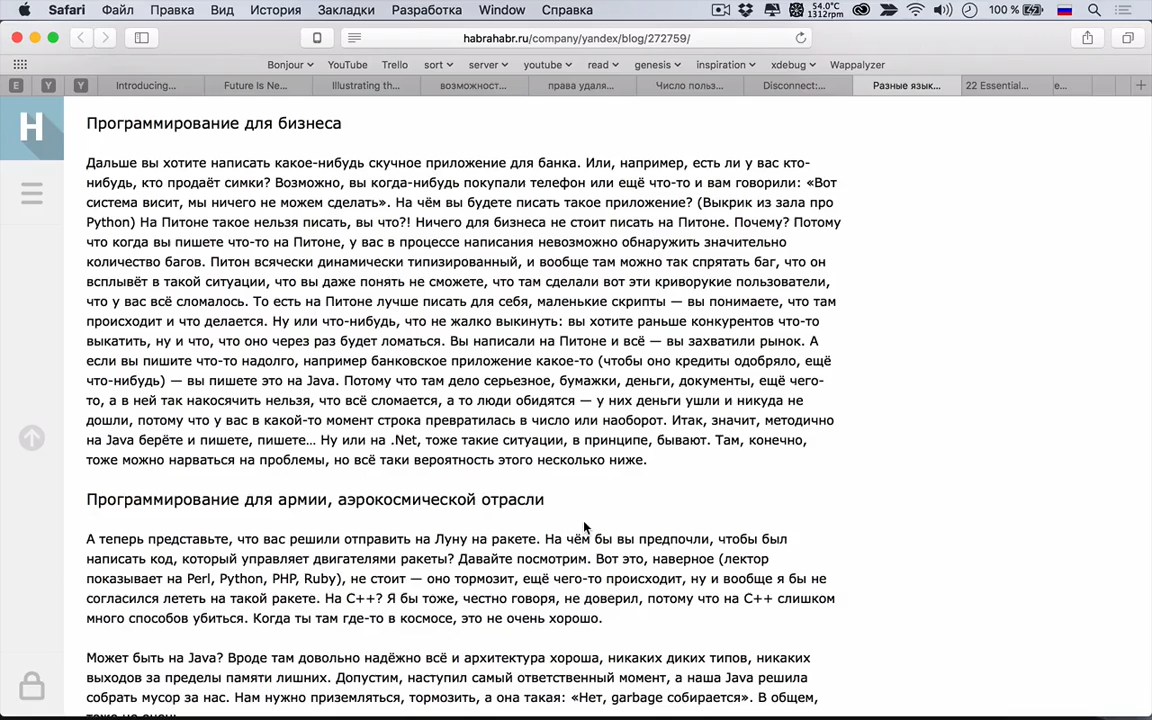 Safari Файл Правка Вид История Закладки Разработка Window Справка 54.0°C 1312rpm 100 %
habrahabr.ru/company/yandex/blog/272759/
Bonjour YouTube Trello sort server youtube read genesis inspiration xdebug Wappalyzer
E Y Y Introducing... Future Is Ne... Illustrating th... возможност... права удаля... Число польз... Disconnect:... Разные язык... 22 Essential... e...
H
Программирование для бизнеса
Дальше вы хотите написать какое-нибудь скучное приложение для банка. Или, например, есть ли у вас кто-
нибудь, кто продаёт симки? Возможно, вы когда-нибудь покупали телефон или ещё что-то и вам говорили: «Вот
система висит, мы ничего не можем сделать». На чём вы будете писать такое приложение? (Выкрик из зала про
Python) На Питоне такое нельзя писать, вы что?! Ничего для бизнеса не стоит писать на Питоне. Почему? Потому
что когда вы пишете что-то на Питоне, у вас в процессе написания невозможно обнаружить значительно
количество багов. Питон всячески динамически типизированный, и вообще там можно так спрятать баг, что он
всплывёт в такой ситуации, что вы даже понять не сможете, что там сделали вот эти криворукие пользователи,
что у вас всё сломалось. То есть на Питоне лучше писать для себя, маленькие скрипты — вы понимаете, что там
происходит и что делается. Ну или что-нибудь, что не жалко выкинуть: вы хотите раньше конкурентов что-то
выкатить, ну и что, что оно через раз будет ломаться. Вы написали на Питоне и всё — вы захватили рынок. А
если вы пишите что-то надолго, например банковское приложение какое-то (чтобы оно кредиты одобряло, ещё
что-нибудь) — вы пишете это на Java. Потому что там дело серьезное, бумажки, деньги, документы, ещё чего-
то, а в ней так накосячить нельзя, что всё сломается, а то люди обидятся — у них деньги ушли и никуда не
дошли, потому что у вас в какой-то момент строка превратилась в число или наоборот. Итак, значит, методично
на Java берёте и пишете, пишете... Ну или на .Net, тоже такие ситуации, в принципе, бывают. Там, конечно,
тоже можно нарваться на проблемы, но всё таки вероятность этого несколько ниже.
Программирование для армии, аэрокосмической отрасли
А теперь представьте, что вас решили отправить на Луну на ракете. На чём бы вы предпочли, чтобы был
написать код, который управляет двигателями ракеты? Давайте посмотрим. Вот это, наверное (лектор
показывает на Perl, Python, PHP, Ruby), не стоит — оно тормозит, ещё чего-то происходит, ну и вообще я бы не
согласился лететь на такой ракете. На C++? Я бы тоже, честно говоря, не доверил, потому что на C++ слишком
много способов убиться. Когда ты там где-то в космосе, это не очень хорошо.
Может быть на Java? Вроде там довольно надёжно всё и архитектура хороша, никаких диких типов, никаких
выходов за пределы памяти лишних. Допустим, наступил самый ответственный момент, а наша Java решила
собрать мусор за нас. Нам нужно приземляться, тормозить, а она такая: «Нет, garbage собирается». В общем,
тоже не очень